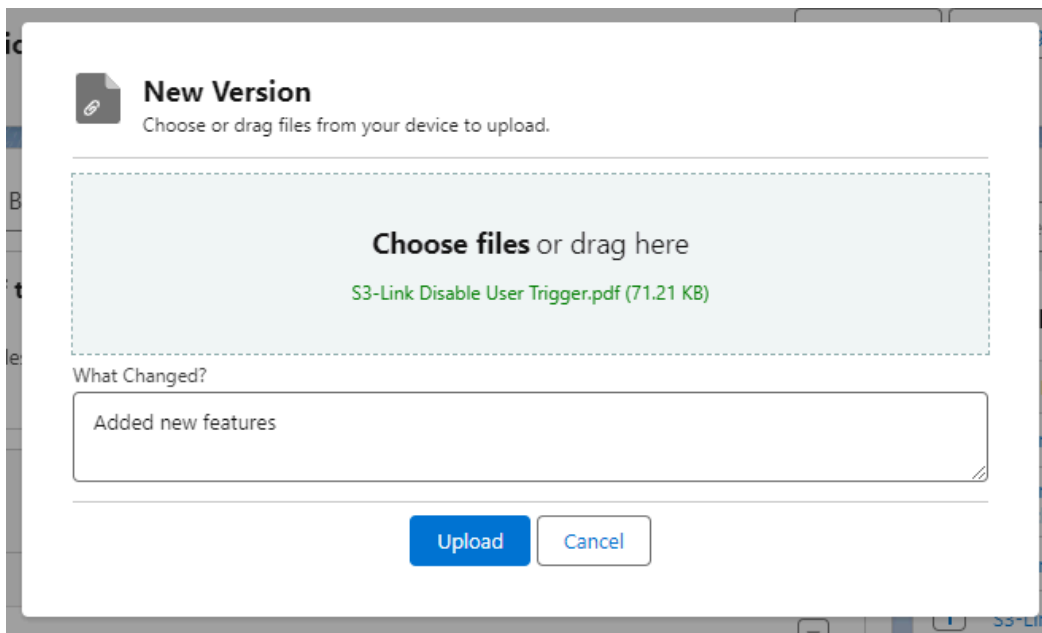 New Version
Choose or drag files from your device to upload.
Choose files or drag here
S3-Link Disable User Trigger.pdf (71.21 KB)
What Changed?
Added new features
Upload Cancel